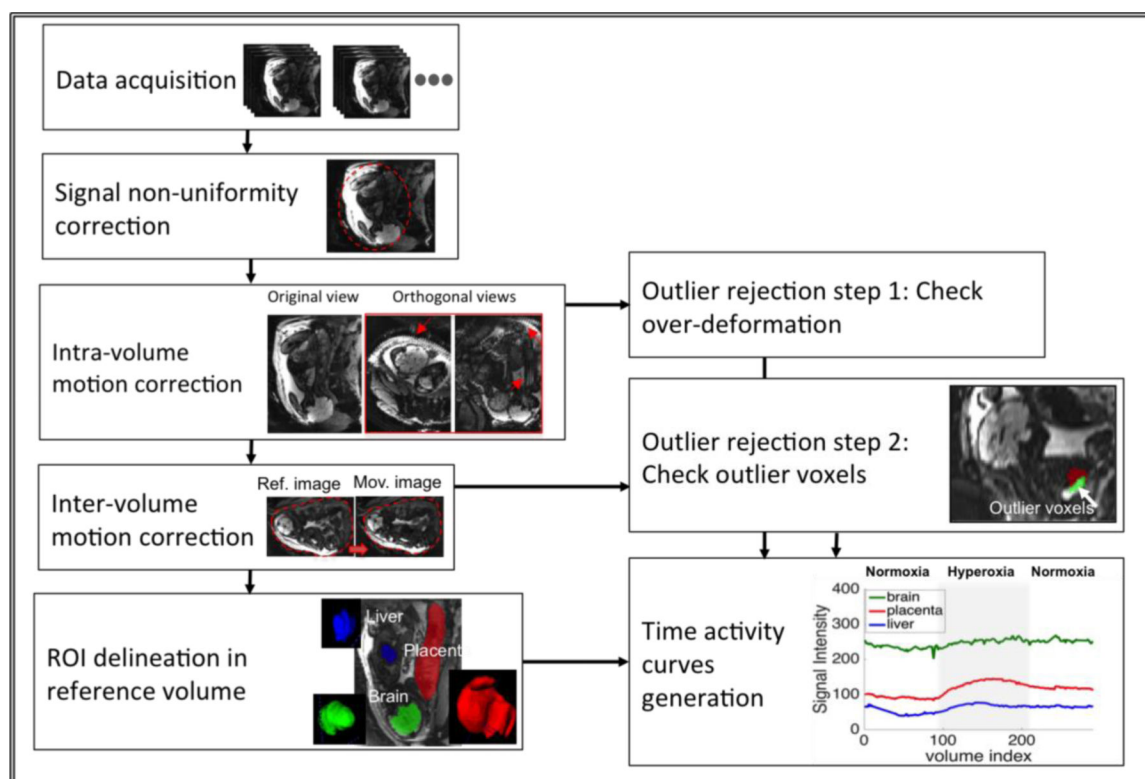 Data acquisition
Signal non-uniformity
correction
Original view
Orthogonal views
Intra-volume
motion correction
Outlier rejection step 1: Check
over-deformation
Outlier rejection step 2:
Check outlier voxels
Outlier voxels
Ref. image
Mov. image
Inter-volume
motion correction
ROI delineation in
reference volume
Liver
Placenta
Brain
Time activity
curves
generation
Normoxia Hyperoxia Normoxia
brain
placenta
liver
Signal Intensity
400
300
200
100
0
0 100 200
volume index